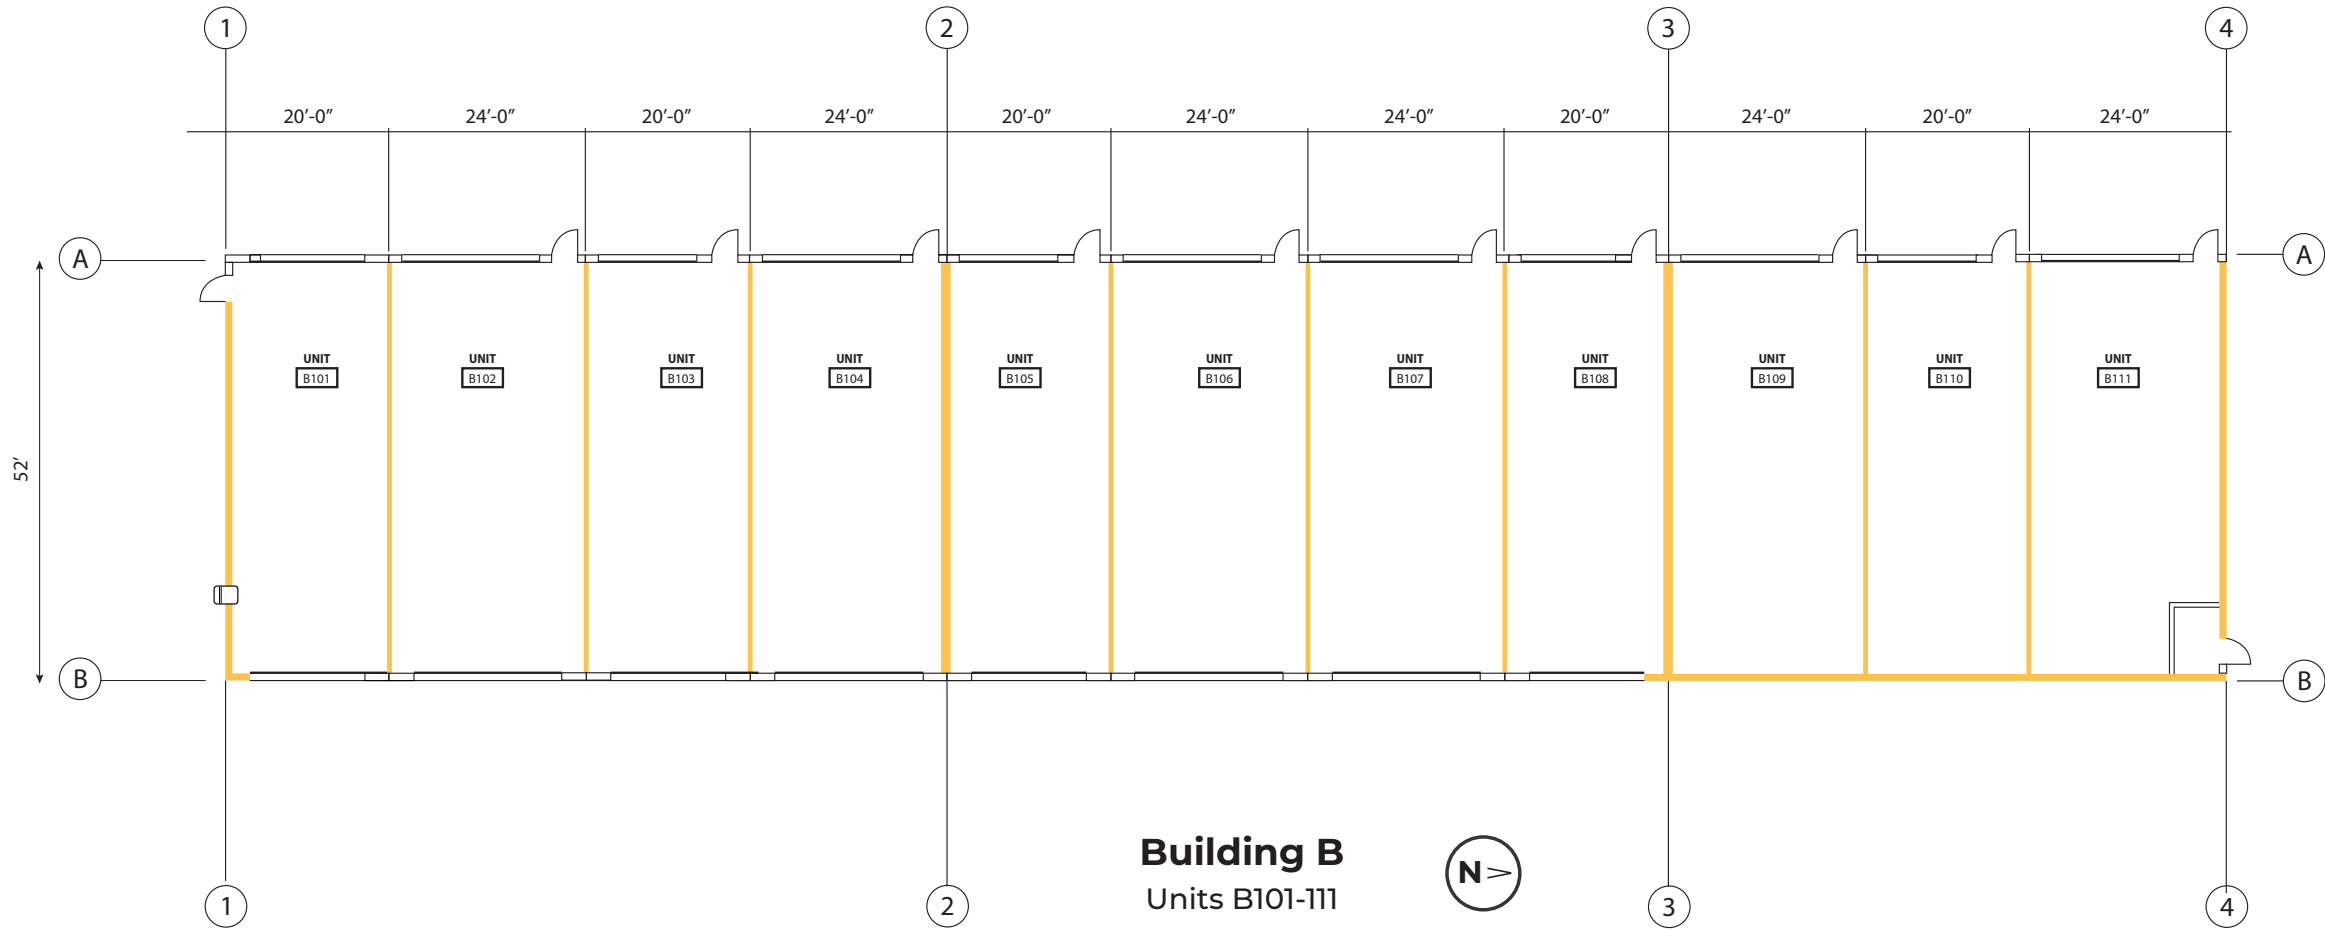 1 2 3 4
20’-0” 24’-0” 20’-0” 24’-0” 20’-0” 24’-0” 24’-0” 20’-0” 24’-0” 20’-0” 24’-0”
A A
UNIT UNIT UNIT UNIT UNIT UNIT UNIT UNIT UNIT UNIT UNIT
B101 B102 B103 B104 B105 B106 B107 B108 B109 B110 B111
52’
B B
Building B
N
Units B101-111
1 2 3 4